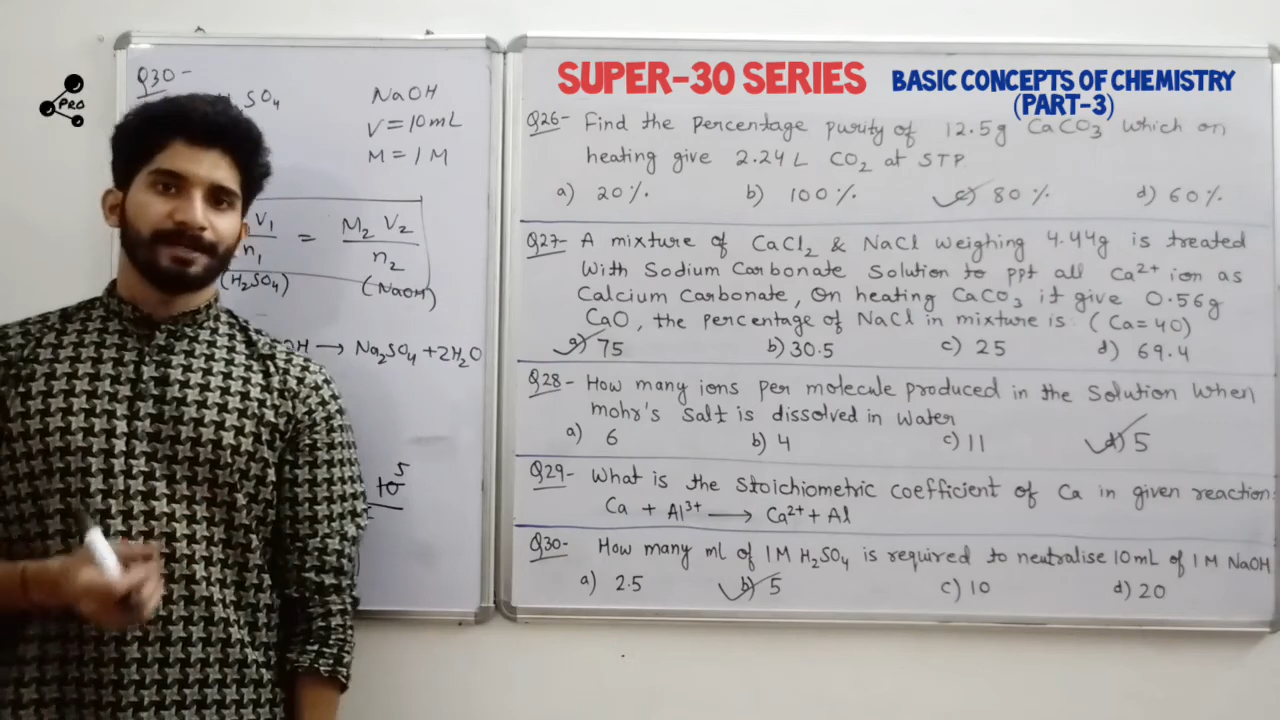 PRO
Q30-
SO4
NaOH
V = 10mL
M = 1 M
V1
n1
=
M2 V2
n2
(H2SO4)
(NaOH)
OH → Na2SO4 + 2H2O
10 5
SUPER-30 SERIES
BASIC CONCEPTS OF CHEMISTRY
(PART-3)
Q26- Find the percentage purity of 12.5g CaCO3 which on
heating give 2.24 L CO2 at STP.
a) 20%. b) 100%. c) 80%. d) 60%.
Q27- A mixture of CaCl2 & NaCl weighing 4.44g is treated
with Sodium Carbonate Solution to ppt all Ca2+ ion as
Calcium Carbonate, On heating CaCO3 it give 0.56g
CaO, the percentage of NaCl in mixture is : (Ca=40)
a) 75 b) 30.5 c) 25 d) 69.4
Q28- How many ions per molecule produced in the Solution When
mohr's Salt is dissolved in Water
a) 6 b) 4 c) 11 d) 5
Q29- What is the Stoichiometric coefficient of Ca in given reaction:
Ca + Al3+ → Ca2+ + Al
Q30- How many ml of 1M H2SO4 is required to neutralise 10mL of 1M NaOH
a) 2.5 b) 5 c) 10 d) 20